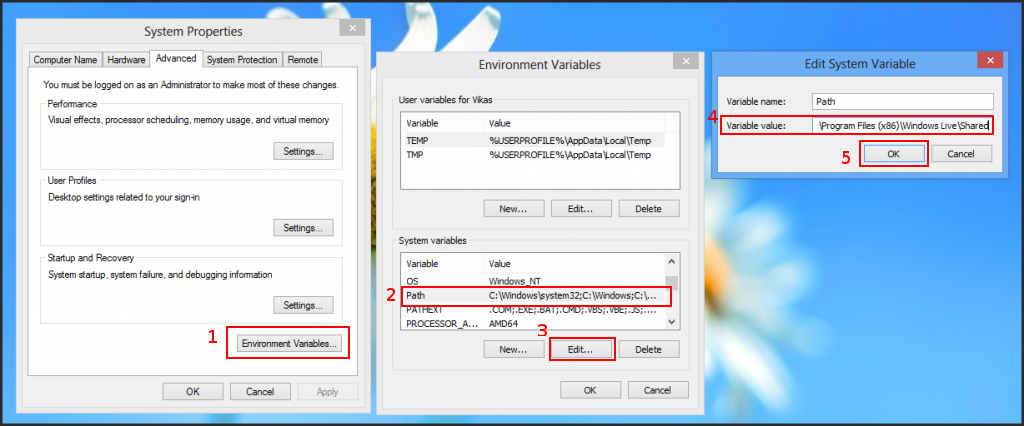 System Properties
Computer Name Hardware Advanced System Protection Remote
You must be logged on as an Administrator to make most of these changes.
Performance
Visual effects, processor scheduling, memory usage, and virtual memory
Settings...
User Profiles
Desktop settings related to your sign-in
Settings...
Startup and Recovery
System startup, system failure, and debugging information
Settings...
1 Environment Variables...
OK Cancel Apply
Environment Variables
User variables for Vikas
Variable Value
TEMP %USERPROFILE%\AppData\Local\Temp
TMP %USERPROFILE%\AppData\Local\Temp
New... Edit... Delete
System variables
Variable Value
OS Windows_NT
2 Path C:\Windows\system32;C:\Windows;C:\...
PATHEXT .COM;.EXE;.BAT;.CMD;.VBS;.VBE;.JS;....
PROCESSOR_A... AMD64
3
New... Edit... Delete
OK Cancel
Edit System Variable
Variable name: Path
4 Variable value: \Program Files (x86)\Windows Live\Shared
5 OK Cancel